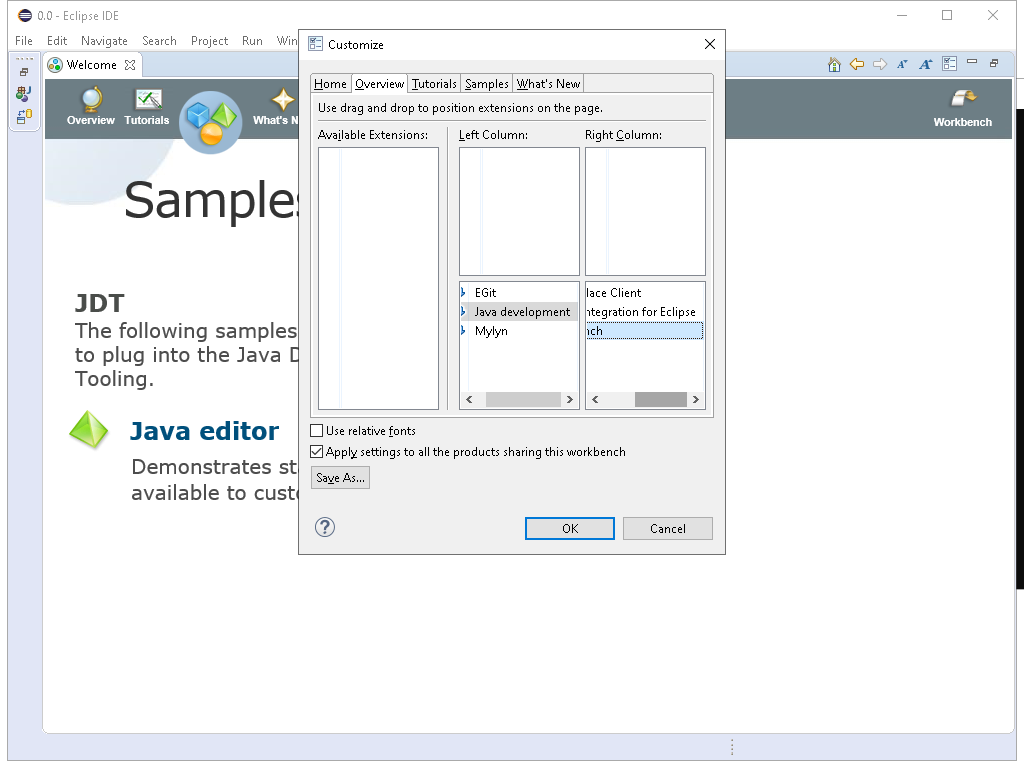 0.0 - Eclipse IDE
File Edit Navigate Search Project Run
Customize
Welcome
Home Overview Tutorials Samples What's New
Use drag and drop to position extensions on the page.
Overview Tutorials What's N
Workbench
Available Extensions: Left Column: Right Column:
Samples
EGit
Java development
Mylyn
lace Client
ntegration for Eclipse
nch
JDT
The following samples
to plug into the Java D
Tooling.
Java editor
Demonstrates st
available to custo
Use relative fonts
Apply settings to all the products sharing this workbench
Save As...
OK Cancel